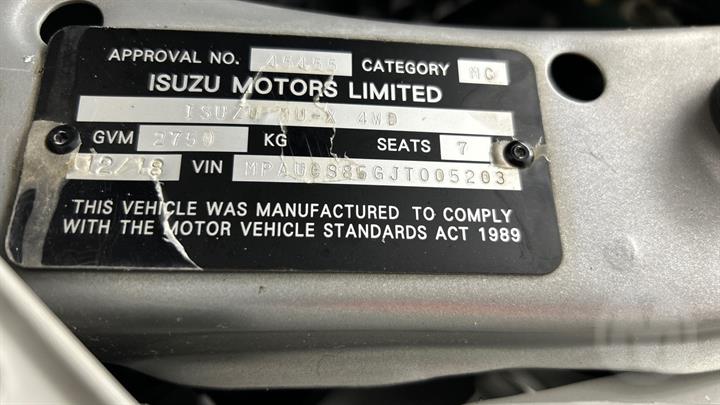 APPROVAL NO. 45455 CATEGORY MC
ISUZU MOTORS LIMITED
ISUZU MU-X 4WD
GVM 2750 KG SEATS 7
12/18 VIN MPAUCS85GJT005203
THIS VEHICLE WAS MANUFACTURED TO COMPLY
WITH THE MOTOR VEHICLE STANDARDS ACT 1989